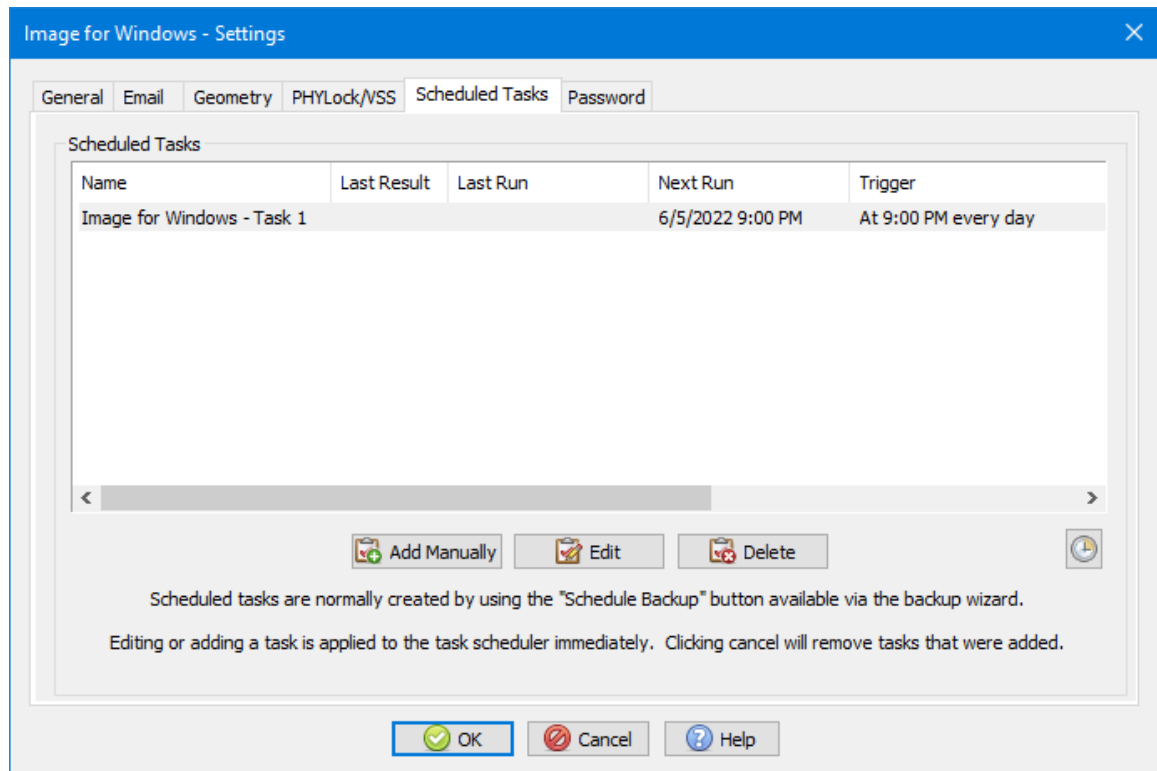 Image for Windows - Settings
General Email Geometry PHYLock/VSS Scheduled Tasks Password
Scheduled Tasks
Name Last Result Last Run Next Run Trigger
Image for Windows - Task 1 6/5/2022 9:00 PM At 9:00 PM every day
Add Manually Edit Delete
Scheduled tasks are normally created by using the "Schedule Backup" button available via the backup wizard.
Editing or adding a task is applied to the task scheduler immediately. Clicking cancel will remove tasks that were added.
OK Cancel Help